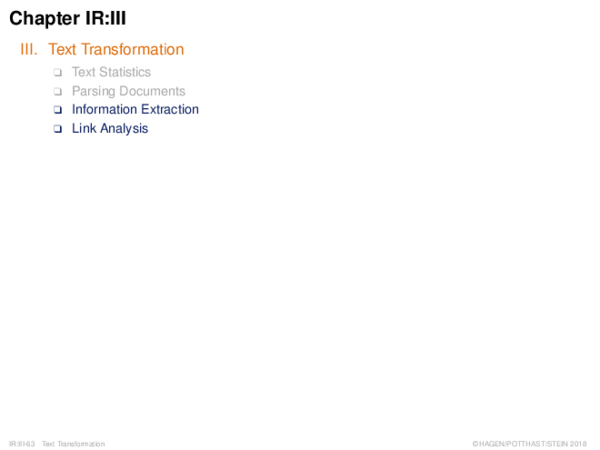 Chapter IR:III
III. Text Transformation
❑ Text Statistics
❑ Parsing Documents
❑ Information Extraction
❑ Link Analysis
IR:III-63 Text Transformation
©HAGEN/POTTHAST/STEIN 2018